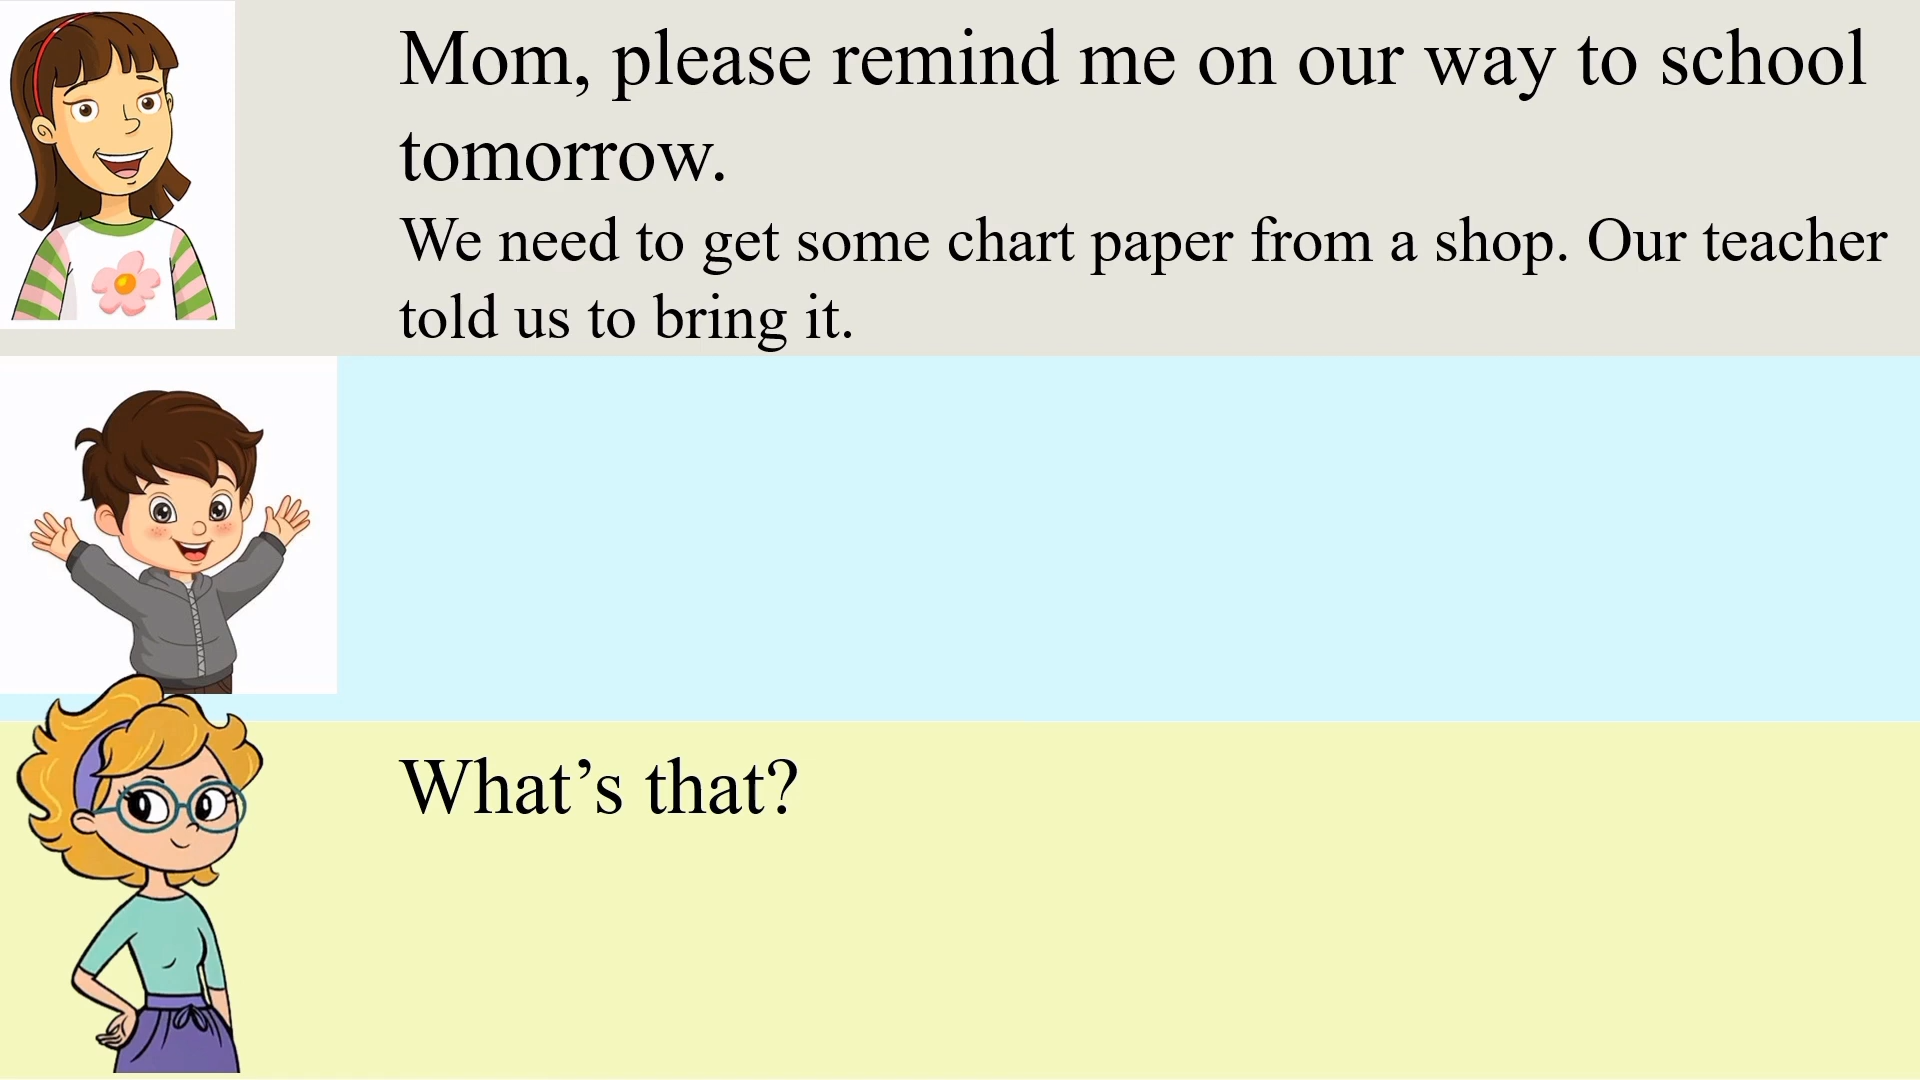 Mom, please remind me on our way to school
tomorrow.
We need to get some chart paper from a shop. Our teacher
told us to bring it.
What’s that?